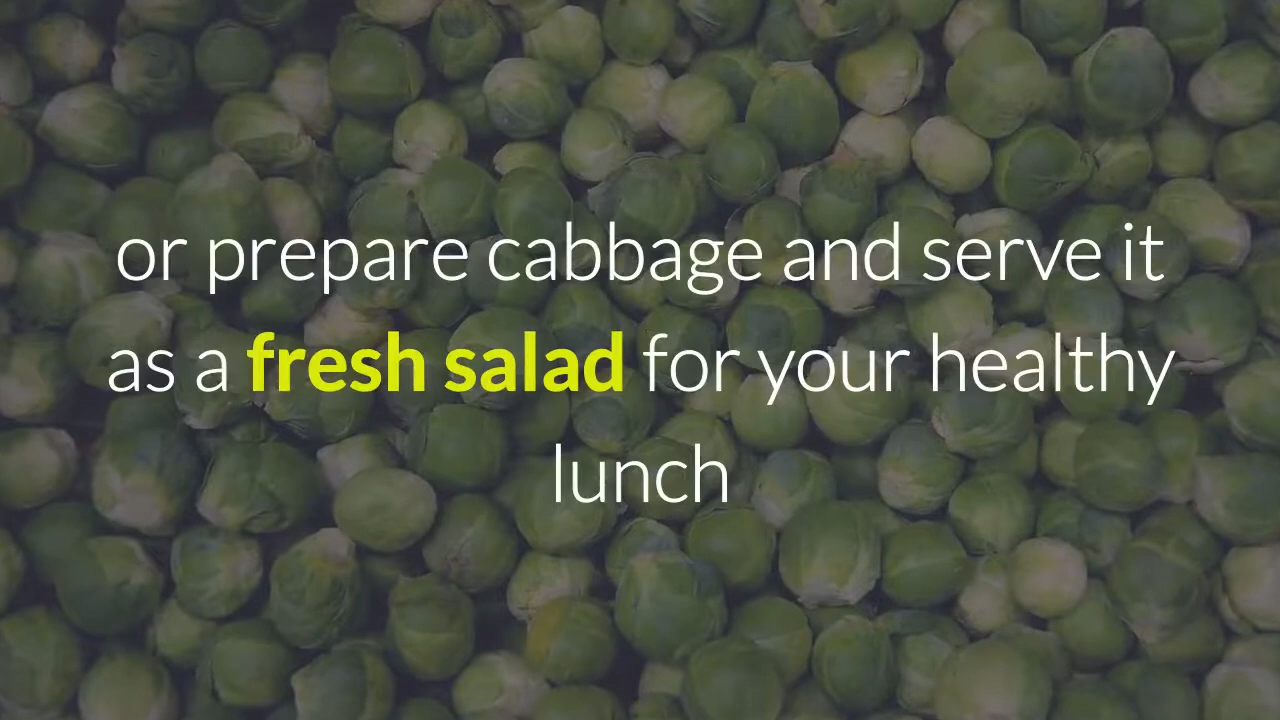 or prepare cabbage and serve it
as a fresh salad for your healthy
lunch